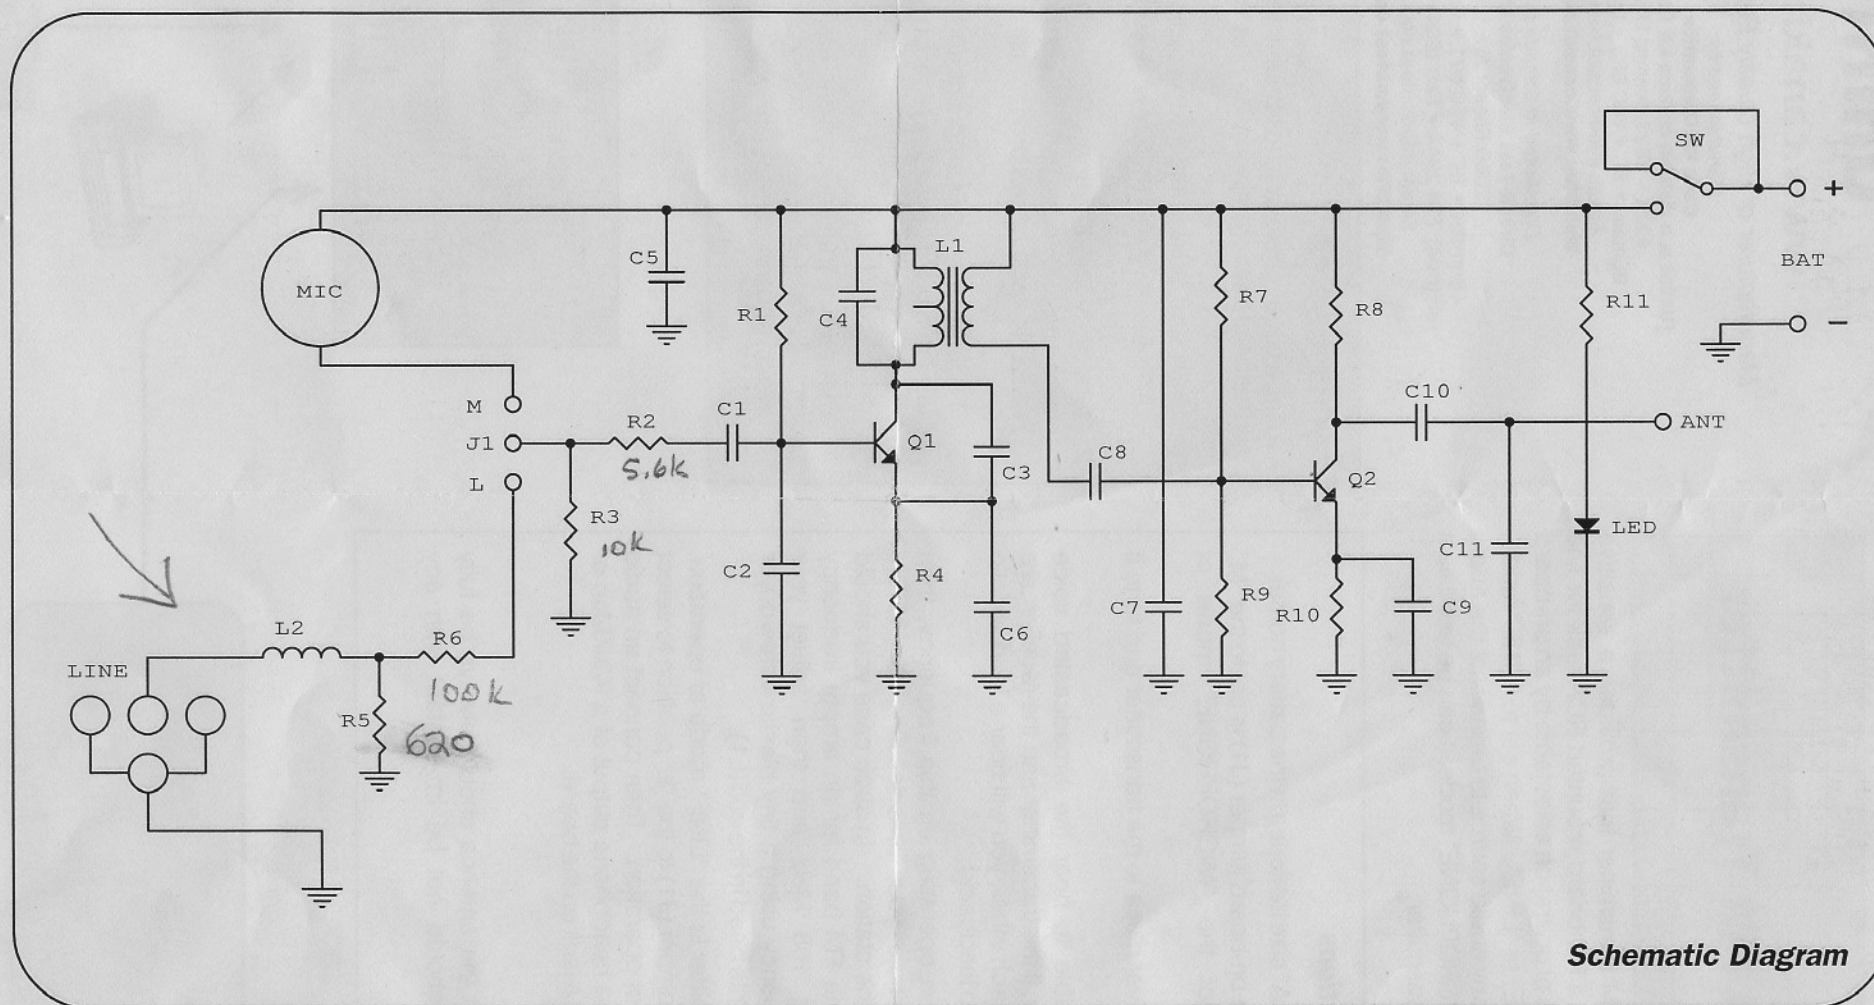 SW
+
BAT
−
MIC
C5
L1
R1
C4
R7
R8
R11
M
J1
L
R2
5.6k
C1
Q1
C3
C8
C10
ANT
Q2
R3
10k
C2
R4
C6
C7
R9
R10
C9
C11
LED
LINE
L2
R6
100k
R5
620
Schematic Diagram